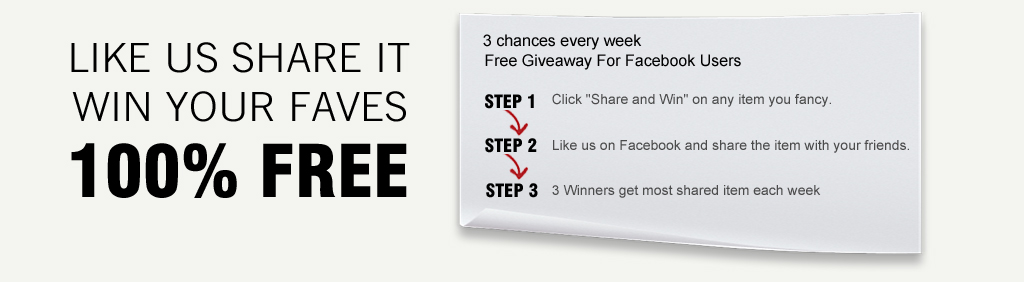 LIKE US SHARE IT
WIN YOUR FAVES
100% FREE
3 chances every week
Free Giveaway For Facebook Users
STEP 1 Click "Share and Win" on any item you fancy.
STEP 2 Like us on Facebook and share the item with your friends.
STEP 3 3 Winners get most shared item each week